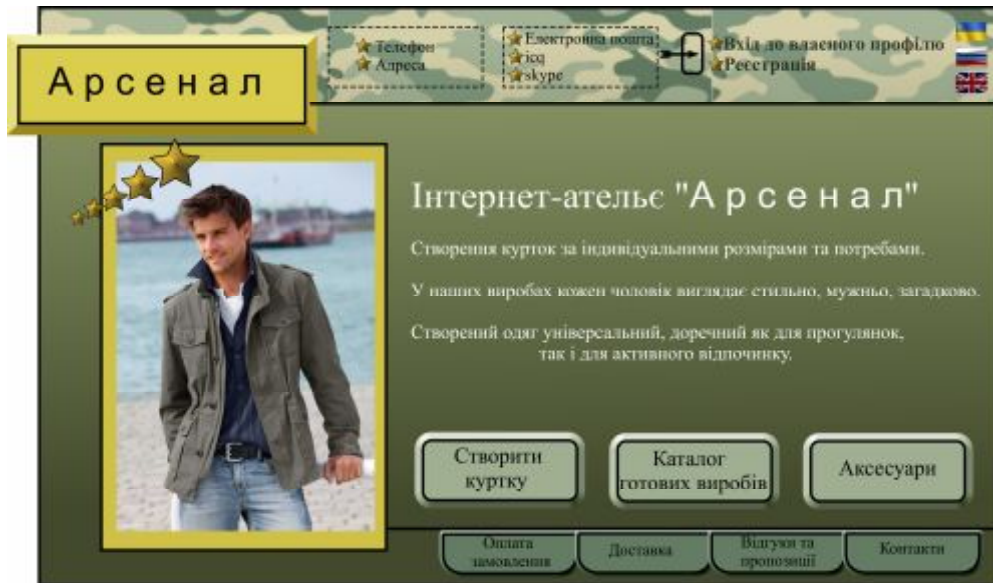 Арсенал
Телефон
Адреса
Електронна пошта
icq
skype
Вхід до власного профілю
Реєстрація
Інтернет-ательє "Арсенал"
Створення курток за індивідуальними розмірами та потребами.
У наших виробах кожен чоловік виглядає стильно, мужньо, загадково.
Створений одяг універсальний, доречний як для прогулянок,
так і для активного відпочинку.
Створити
куртку
Каталог
готових виробів
Аксесуари
Оплата
замовлення
Доставка
Відгуки та
пропозиції
Контакти